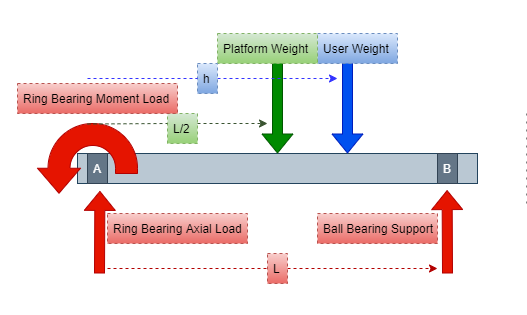 Platform Weight
User Weight
h
Ring Bearing Moment Load
L/2
A
B
Ring Bearing Axial Load
Ball Bearing Support
L